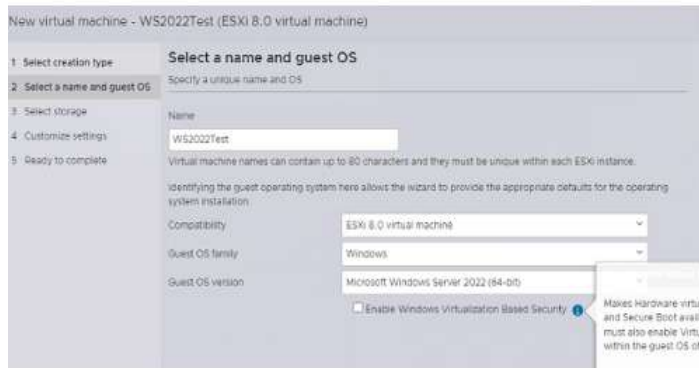 New virtual machine - WS2022Test (ESXi 8.0 virtual machine)
1 Select creation type
2 Select a name and guest OS
3 Select storage
4 Customize settings
5 Ready to complete
Select a name and guest OS
Specify a unique name and OS
Name
WS2022Test
Virtual machine names can contain up to 80 characters and they must be unique within each ESXi instance.
Identifying the guest operating system here allows the wizard to provide the appropriate defaults for the operating
system installation.
Compatibility
ESXi 8.0 virtual machine
Guest OS family
Windows
Guest OS version
Microsoft Windows Server 2022 (64-bit)
Enable Windows Virtualization Based Security
Makes Hardware
and Secure Boot
must also enable
within the guest OS